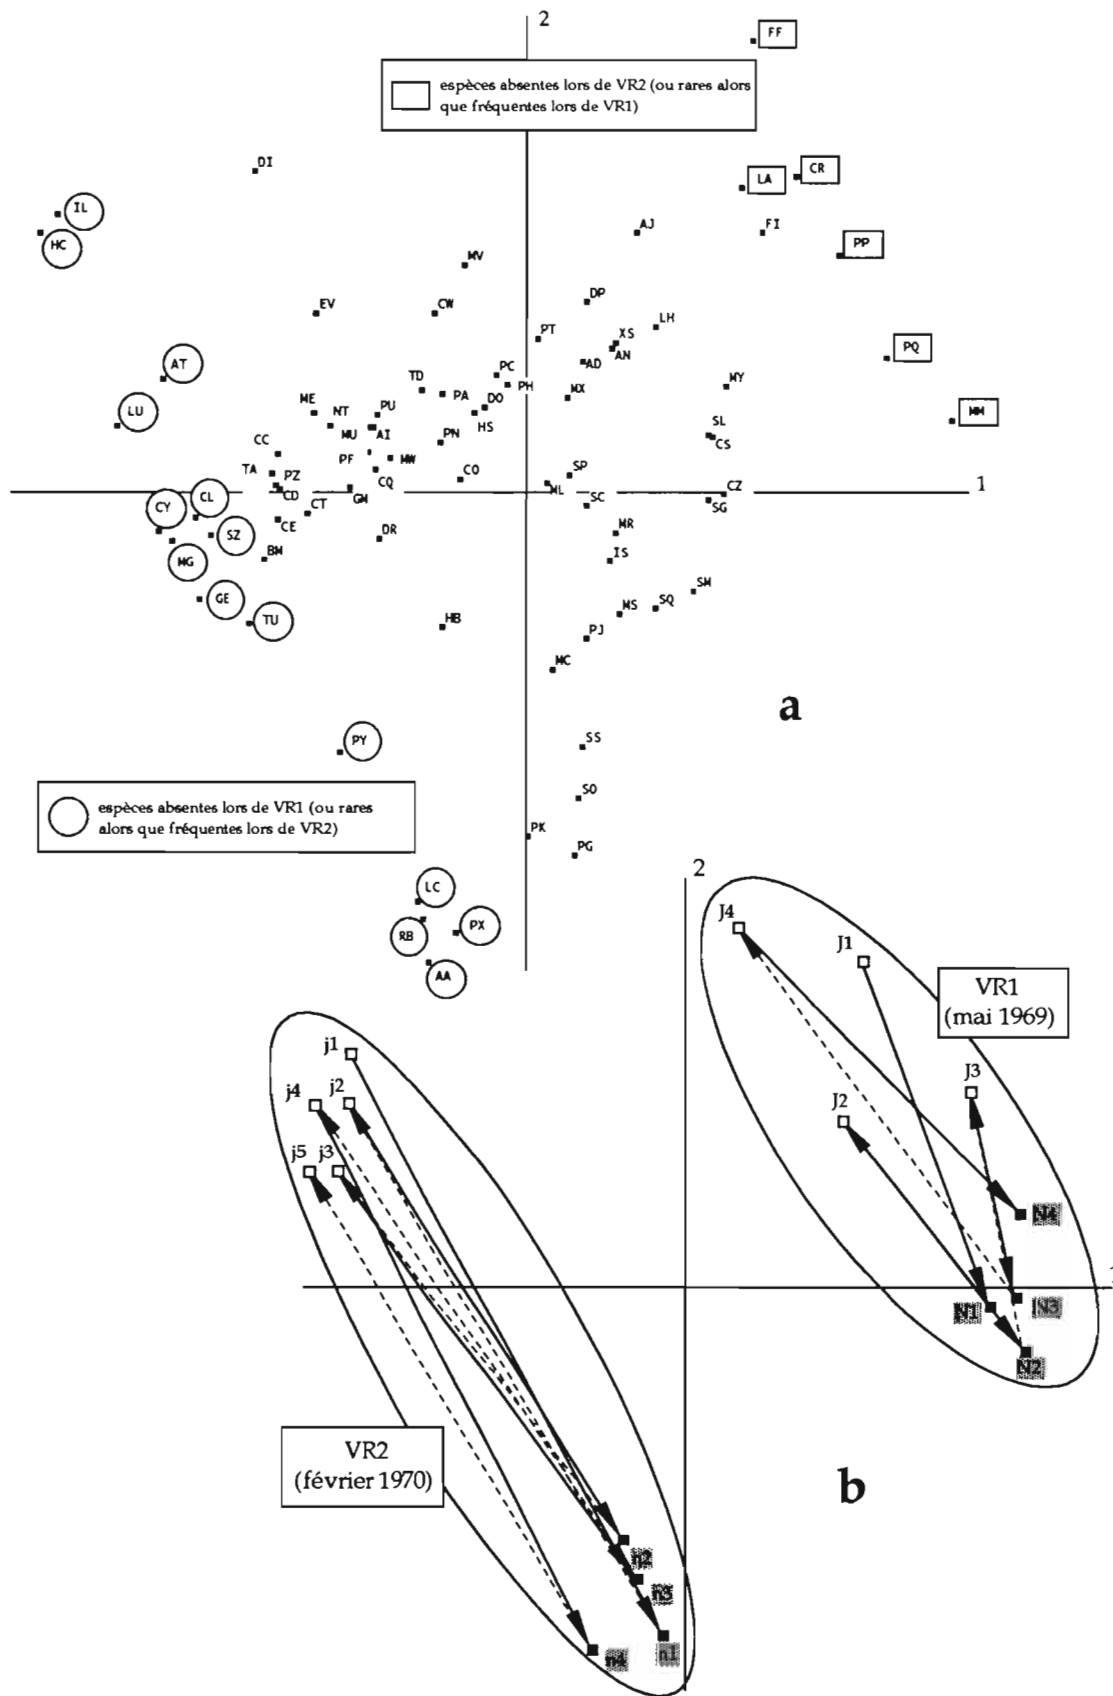 2
FF
espèces absentes lors de VR2 (ou rares alors
que fréquentes lors de VR1)
DI
LA
CR
IL
HC
AJ
FI
PP
MV
EV
CW
DP
PT
LH
XS
AN
PQ
AT
TD
PC
PH
AD
MY
LU
ME
NT
PU
PA
DO
HS
MX
MM
SL
CS
CC
MU
AI
PN
TA
PZ
PF
MW
CO
SP
CD
CQ
ML
CZ
1
CL
CT
GM
SC
SG
CY
SZ
CE
DR
MR
MG
BM
IS
GE
SM
TU
HB
MS
SQ
PJ
MC
a
PY
SS
espèces absentes lors de VR1 (ou rares
alors que fréquentes lors de VR2)
SO
PK
PG
2
LC
RB
PX
J4
J1
AA
VR1
(mai 1969)
j1
j4
j2
J3
J2
j5
j3
N4
1
N1
N3
N2
VR2
(février 1970)
b
n2
n3
n4
n1